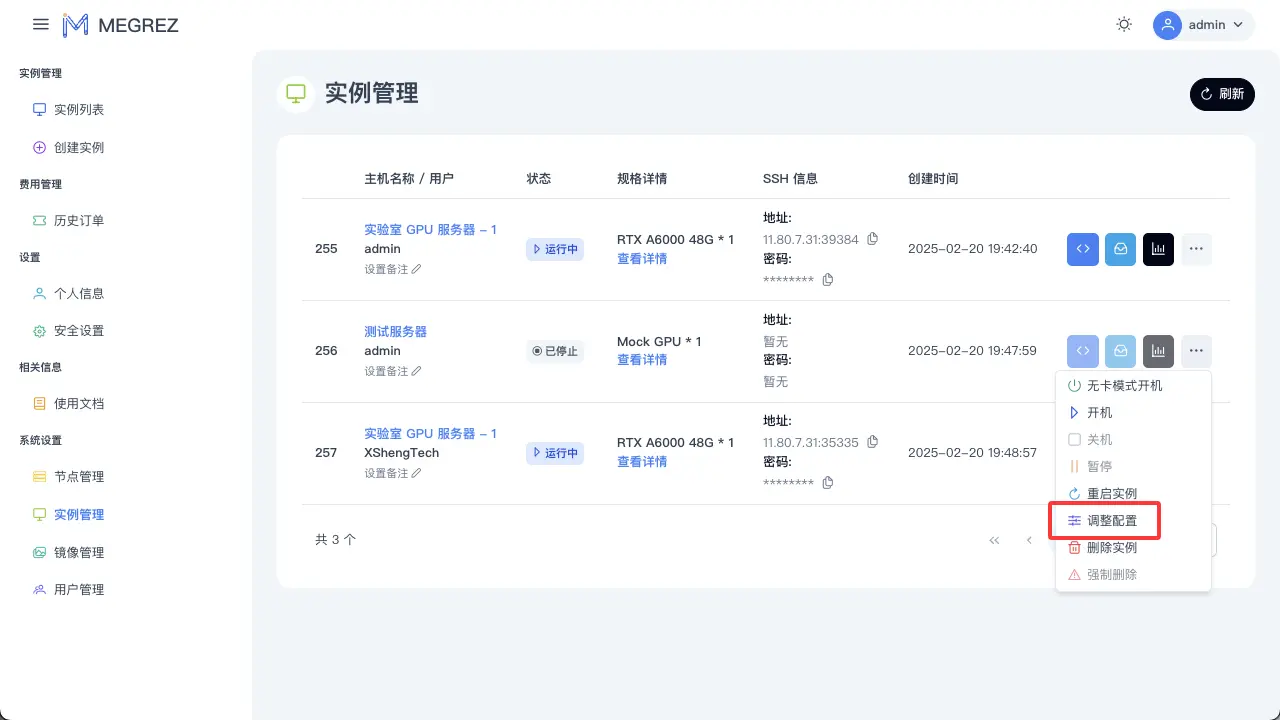 MEGREZ
admin
实例管理
实例列表
创建实例
费用管理
历史订单
设置
个人信息
安全设置
相关信息
使用文档
系统设置
节点管理
实例管理
镜像管理
用户管理
实例管理
刷新
主机名称 / 用户 状态 规格详情 SSH 信息 创建时间
255
实验室 GPU 服务器 - 1
admin
设置备注
运行中
RTX A6000 48G * 1
查看详情
地址:
11.80.7.31:39384
密码:
********
2025-02-20 19:42:40
256
测试服务器
admin
设置备注
已停止
Mock GPU * 1
查看详情
地址:
暂无
密码:
暂无
2025-02-20 19:47:59
257
实验室 GPU 服务器 - 1
XShengTech
设置备注
运行中
RTX A6000 48G * 1
查看详情
地址:
11.80.7.31:35335
密码:
********
2025-02-20 19:48:57
无卡模式开机
开机
关机
暂停
重启实例
调整配置
删除实例
强制删除
共 3 个